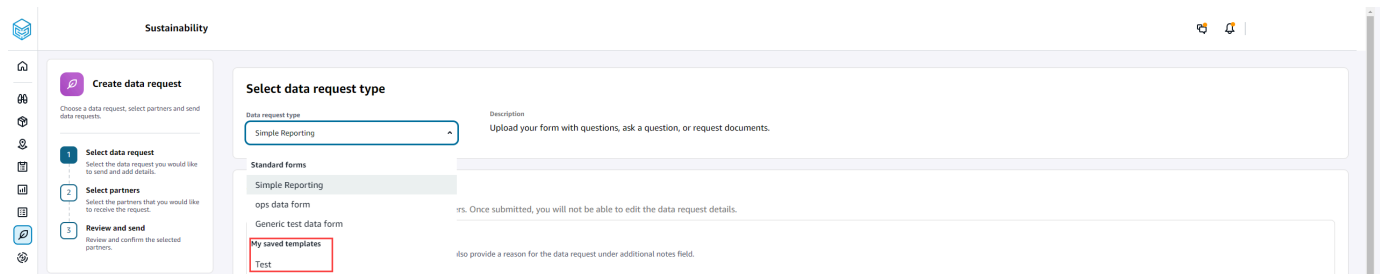 Sustainability
Create data request
Choose a data request, select partners and send
data requests.
1
Select data request
Select the data request you would like
to send and add details.
2
Select partners
Select the partners that you would like
to receive the request.
3
Review and send
Review and confirm the selected
partners.
Select data request type
Data request type
Simple Reporting
Description
Upload your form with questions, ask a question, or request documents.
Standard forms
Simple Reporting
ops data form
Generic test data form
My saved templates
Test
Once submitted, you will not be able to edit the data request details.
also provide a reason for the data request under additional notes field.